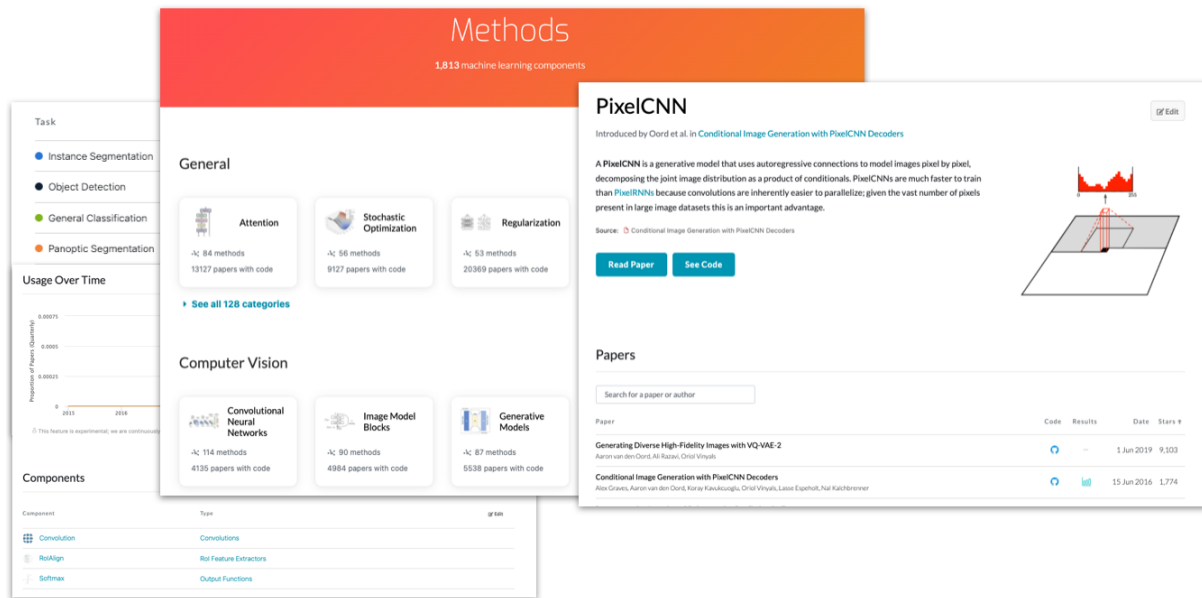 Methods
1,813 machine learning components
General
Attention
84 methods
13127 papers with code
Stochastic
Optimization
56 methods
9127 papers with code
Regularization
53 methods
20369 papers with code
See all 128 categories
Computer Vision
Convolutional
Neural
Networks
114 methods
4135 papers with code
Image Model
Blocks
90 methods
4984 papers with code
Generative
Models
87 methods
5538 papers with code
PixelCNN
Edit
Introduced by Oord et al. in Conditional Image Generation with PixelCNN Decoders
A PixelCNN is a generative model that uses autoregressive connections to model images pixel by pixel,
decomposing the joint image distribution as a product of conditionals. PixelCNNs are much faster to train
than PixelRNNs because convolutions are inherently easier to parallelize; given the vast number of pixels
present in large image datasets this is an important advantage.
Source: Conditional Image Generation with PixelCNN Decoders
Read Paper See Code
0 255
Papers
Search for a paper or author
Paper Code Results Date Stars
Generating Diverse High-Fidelity Images with VQ-VAE-2
Aaron van den Oord, Ali Razavi, Oriol Vinyals
1 Jun 2019 9,103
Conditional Image Generation with PixelCNN Decoders
Alex Graves, Aaron van den Oord, Koray Kavukcuoglu, Oriol Vinyals, Lasse Espeholt, Nal Kalchbrenner
15 Jun 2016 1,774
Task
Instance Segmentation
Object Detection
General Classification
Panoptic Segmentation
Usage Over Time
Proportion of Papers (Quarterly)
0.00075
0.0005
0.00025
0
2015 2016
This feature is experimental; we are continuously
Components
Component Type Edit
Convolution Convolutions
RoIAlign RoI Feature Extractors
Softmax Output Functions